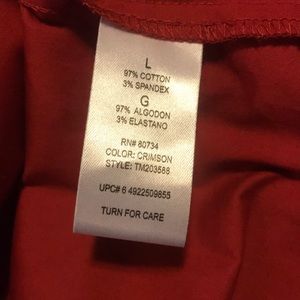 L
97% COTTON
3% SPANDEX
G
97% ALGODON
3% ELASTANO
RN# 80734
COLOR: CRIMSON
STYLE: TM203588
UPC# 6 4922509855
TURN FOR CARE